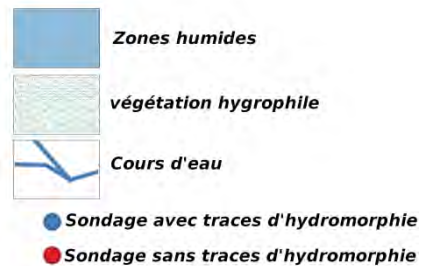 Zones humides
végétation hygrophile
Cours d'eau
Sondage avec traces d'hydromorphie
Sondage sans traces d'hydromorphie